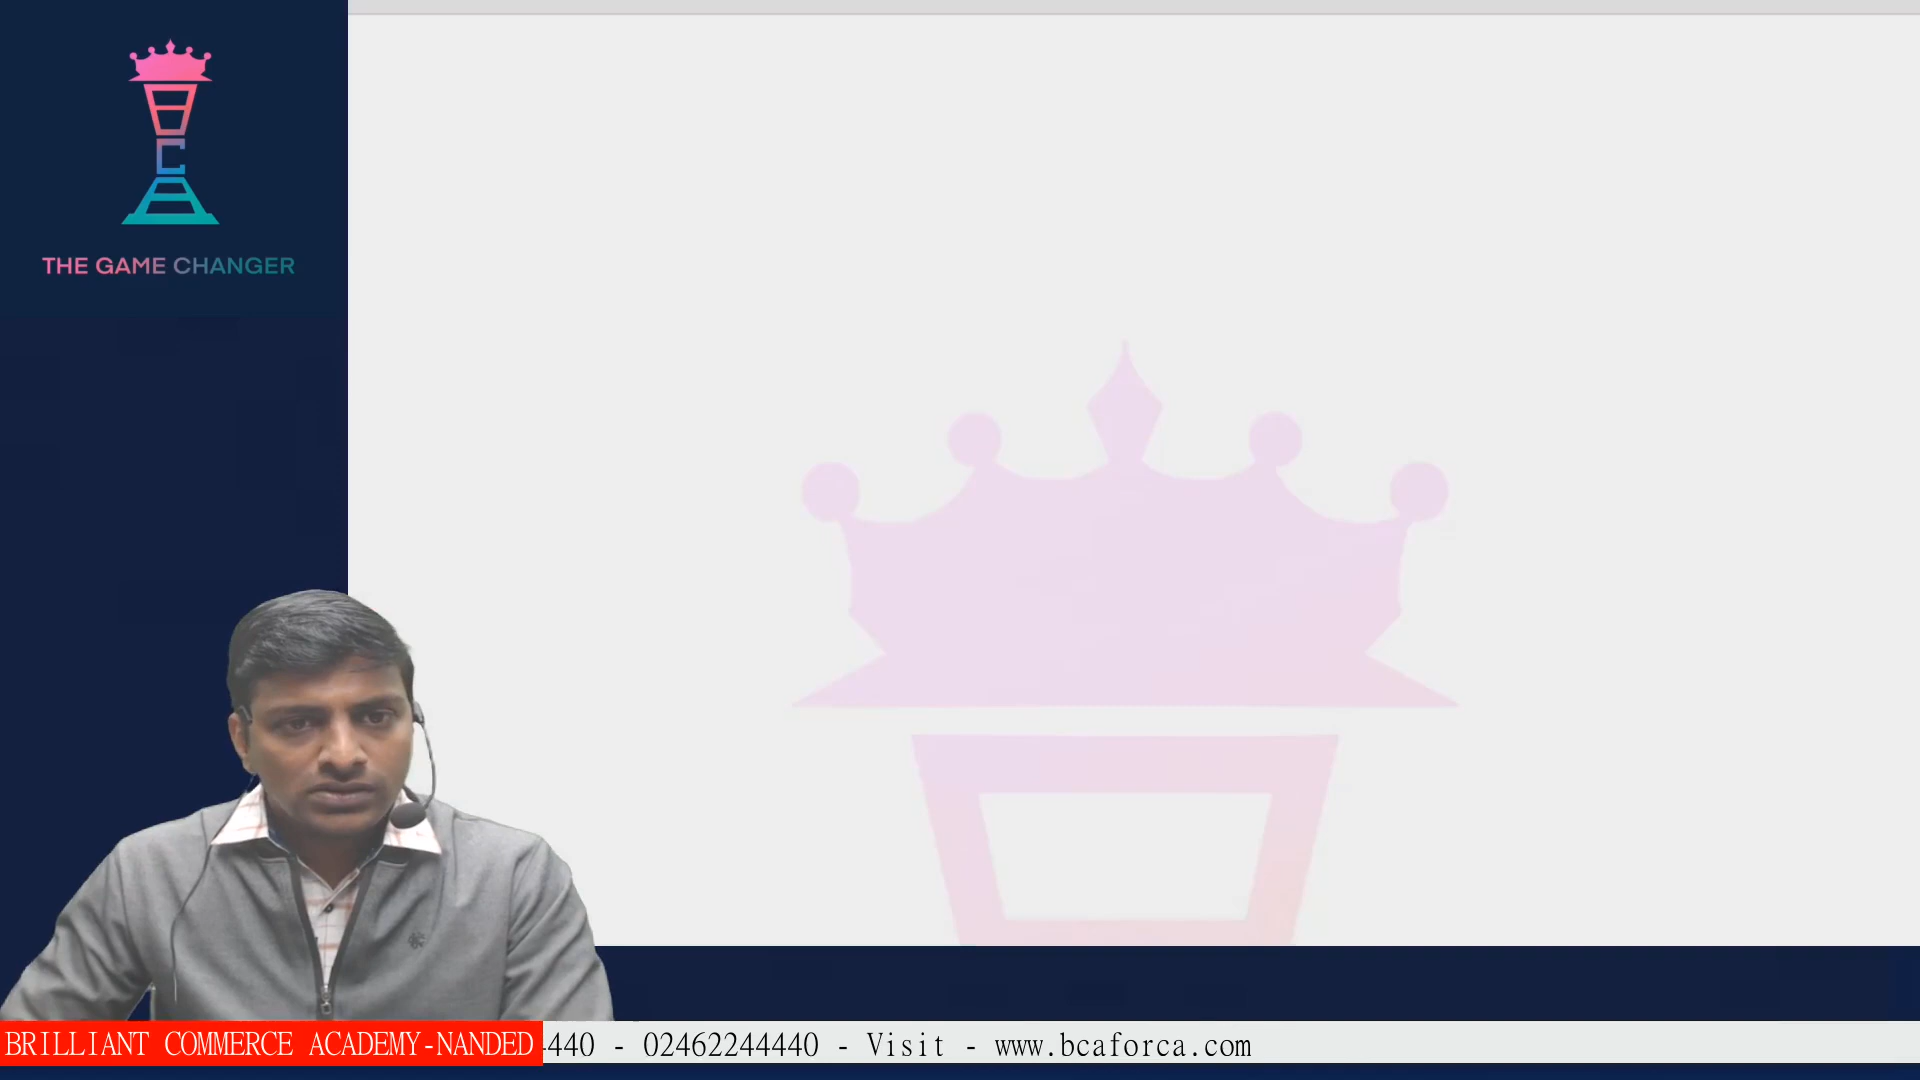 THE GAME CHANGER
BRILLIANT COMMERCE ACADEMY-NANDED 440 - 02462244440 - Visit - www.bcaforca.com